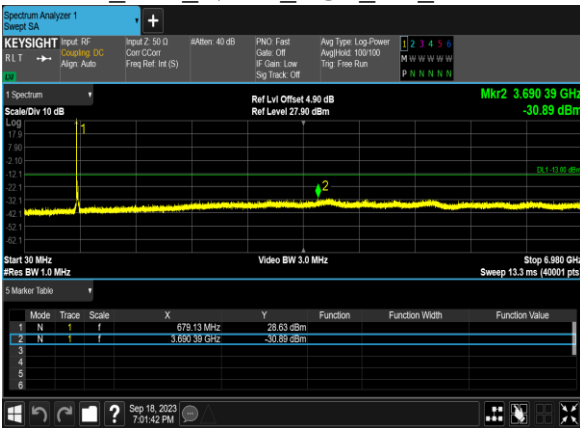 Spectrum Analyzer 1
Swept SA
+
KEYSIGHT Input: RF Input Z: 50 Ω #Atten: 40 dB PNO: Fast Avg Type: Log-Power 1 2 3 4 5 6
RLT Coupling: DC Corr CCorr Gate: Off Avg|Hold: 100/100 M W W W W W
Align: Auto Freq Ref: Int (S) IF Gain: Low Trig: Free Run
LV Sig Track: Off P N N N N N
1 Spectrum Ref Lvl Offset 4.90 dB Mkr2 3.690 39 GHz
Scale/Div 10 dB Ref Level 27.90 dBm -30.89 dBm
Log
17.9
7.90
-2.10
-12.1
-22.1
-32.1
-42.1
-52.1
-62.1
1
DL1 -13.00 dBm
2
Start 30 MHz Video BW 3.0 MHz Stop 6.980 GHz
#Res BW 1.0 MHz Sweep 13.3 ms (40001 pts)
5 Marker Table
Mode Trace Scale X Y Function Function Width Function Value
1 N 1 f 679.13 MHz 28.63 dBm
2 N 1 f 3.690 39 GHz -30.89 dBm
3
4
5
6
? Sep 18, 2023
7:01:42 PM